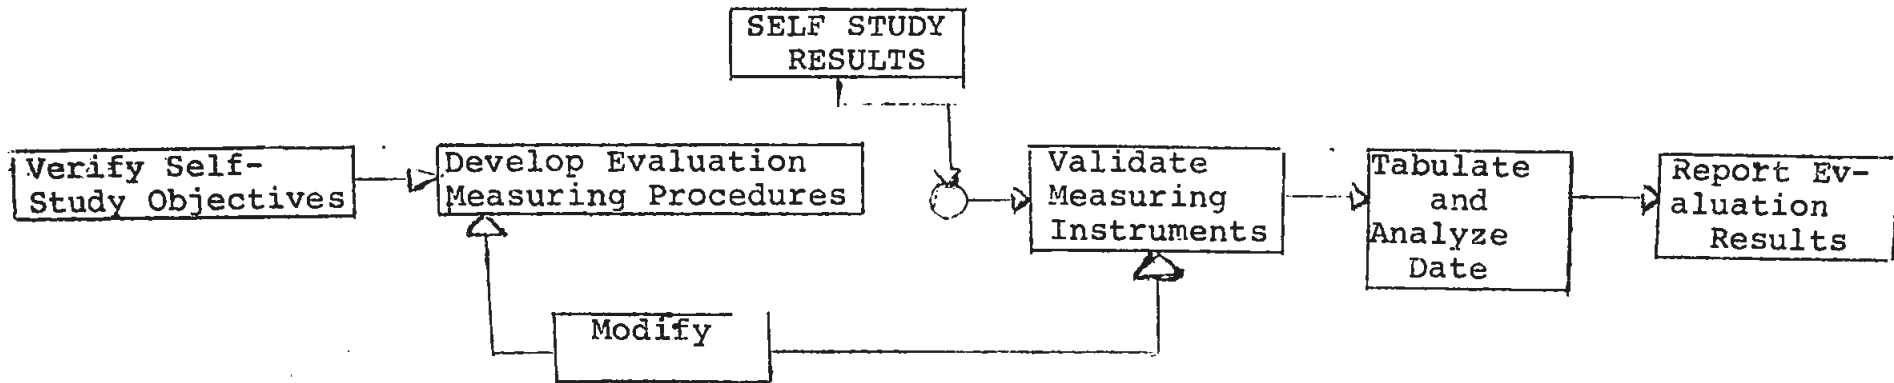 SELF STUDY
RESULTS
Verify Self-
Study Objectives
Develop Evaluation
Measuring Procedures
Validate
Measuring
Instruments
Tabulate
and
Analyze
Date
Report Ev-
aluation
Results
Modify